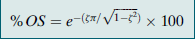 %OS = e^{-(ζπ/√1−ζ²)} × 100